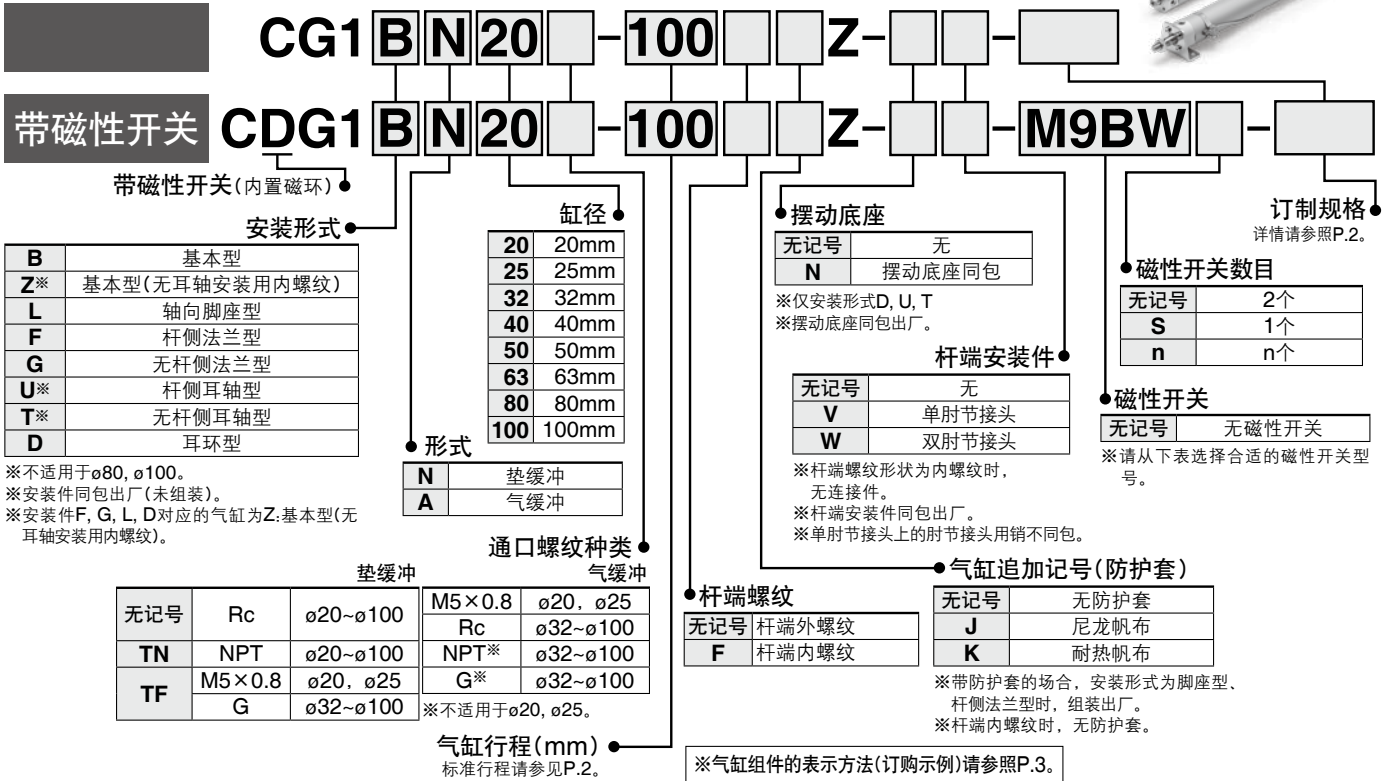 CG1 B N 20 -100 Z- -
带磁性开关 CDG1 B N 20 -100 Z- -M9BW -
带磁性开关(内置磁环)
安装形式
B 基本型
Z※ 基本型(无耳轴安装用内螺纹)
L 轴向脚座型
F 杆侧法兰型
G 无杆侧法兰型
U※ 杆侧耳轴型
T※ 无杆侧耳轴型
D 耳环型
※不适用于ø80, ø100。
※安装件同包出厂(未组装)。
※安装件F, G, L, D对应的气缸为Z:基本型(无
耳轴安装用内螺纹)。
缸径
20 20mm
25 25mm
32 32mm
40 40mm
50 50mm
63 63mm
80 80mm
100 100mm
形式
N 垫缓冲
A 气缓冲
通口螺纹种类
垫缓冲 气缓冲
无记号 Rc ø20~ø100 M5×0.8 ø20, ø25
Rc ø32~ø100
TN NPT ø20~ø100 NPT※ ø32~ø100
TF M5×0.8 ø20, ø25 G※ ø32~ø100
G ø32~ø100 ※不适用于ø20, ø25。
气缸行程(mm)
标准行程请参见P.2。
摆动底座
无记号 无
N 摆动底座同包
※仅安装形式D, U, T
※摆动底座同包出厂。
杆端安装件
无记号 无
V 单肘节接头
W 双肘节接头
※杆端螺纹形状为内螺纹时,
无连接件。
※杆端安装件同包出厂。
※单肘节接头上的肘节接头用销不同包。
杆端螺纹
无记号 杆端外螺纹
F 杆端内螺纹
气缸追加记号(防护套)
无记号 无防护套
J 尼龙帆布
K 耐热帆布
※带防护套的场合，安装形式为脚座型、
杆侧法兰型时，组装出厂。
※杆端内螺纹时，无防护套。
订制规格
详情请参照P.2。
磁性开关数目
无记号 2个
S 1个
n n个
磁性开关
无记号 无磁性开关
※请从下表选择合适的磁性开关型
号。
※气缸组件的表示方法(订购示例)请参照P.3。